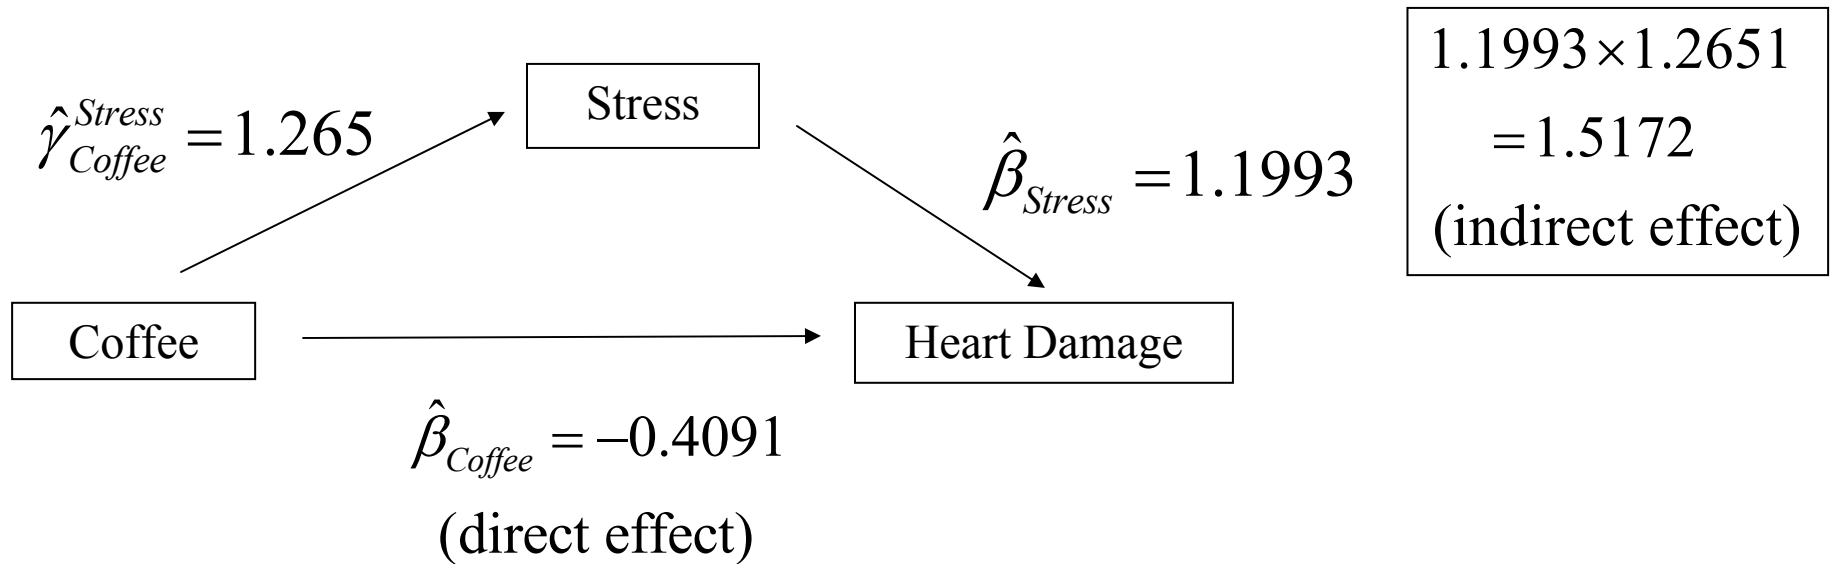 Stress
γ̂ Stress Coffee = 1.265
β̂ Stress = 1.1993
1.1993×1.2651
=1.5172
(indirect effect)
Coffee
Heart Damage
β̂ Coffee = −0.4091
(direct effect)